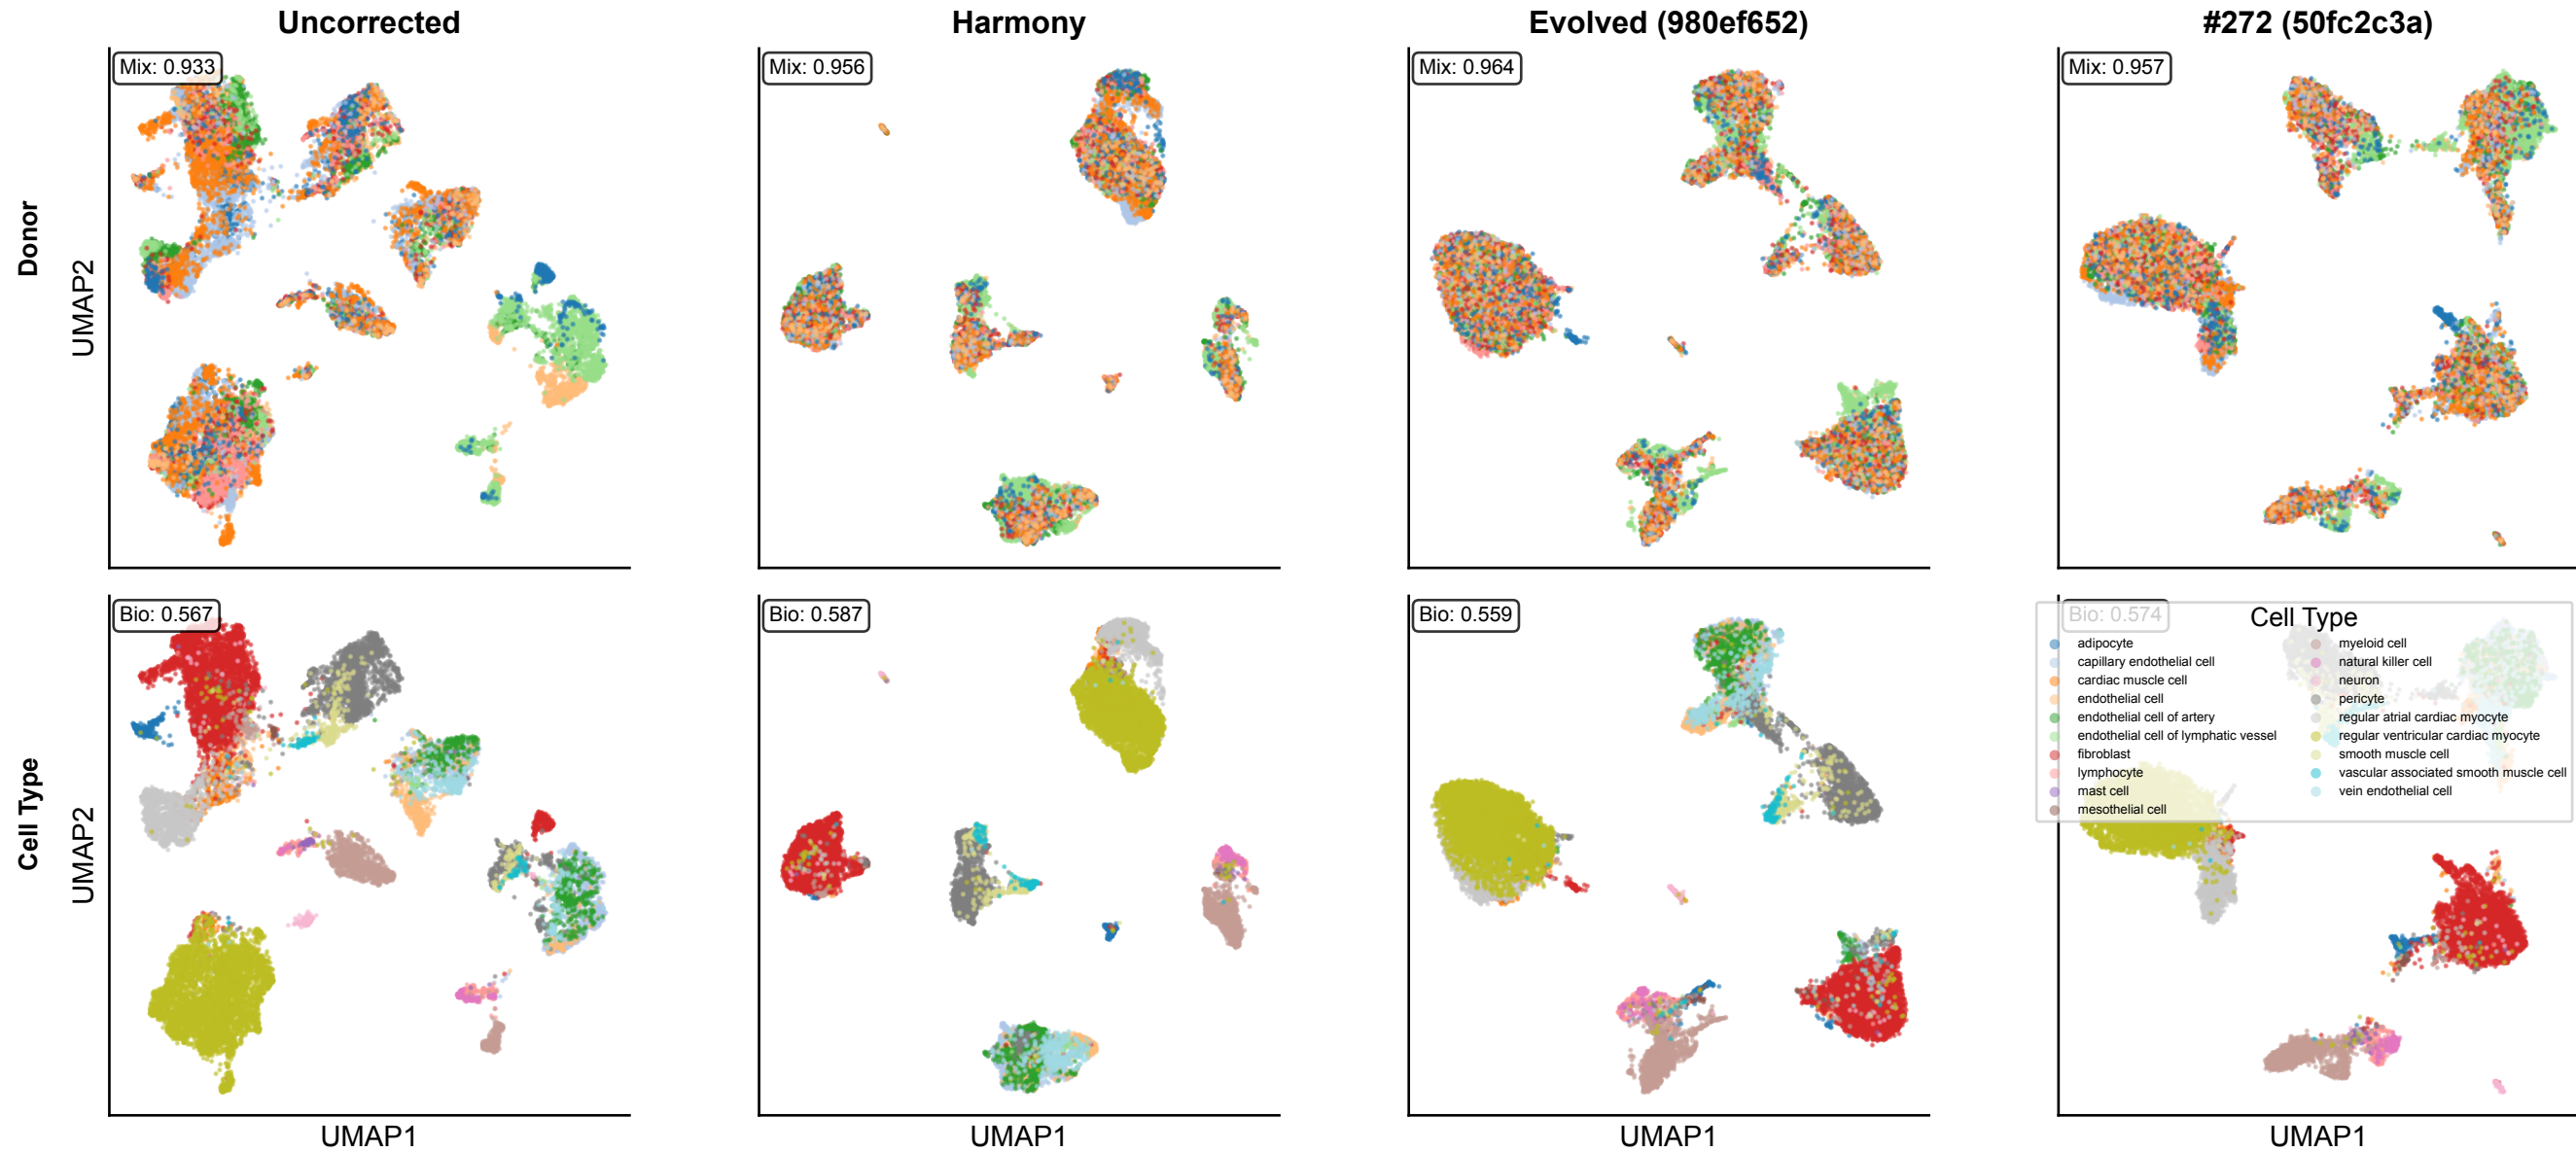 Uncorrected
Harmony
Evolved (980ef652)
#272 (50fc2c3a)
Donor
UMAP2
Mix: 0.933
Mix: 0.956
Mix: 0.964
Mix: 0.957
Cell Type
UMAP2
Bio: 0.567
Bio: 0.587
Bio: 0.559
Bio: 0.574
Cell Type
adipocyte
capillary endothelial cell
cardiac muscle cell
endothelial cell
endothelial cell of artery
endothelial cell of lymphatic vessel
fibroblast
lymphocyte
mast cell
mesothelial cell
myeloid cell
natural killer cell
neuron
pericyte
regular atrial cardiac myocyte
regular ventricular cardiac myocyte
smooth muscle cell
vascular associated smooth muscle cell
vein endothelial cell
UMAP1
UMAP1
UMAP1
UMAP1